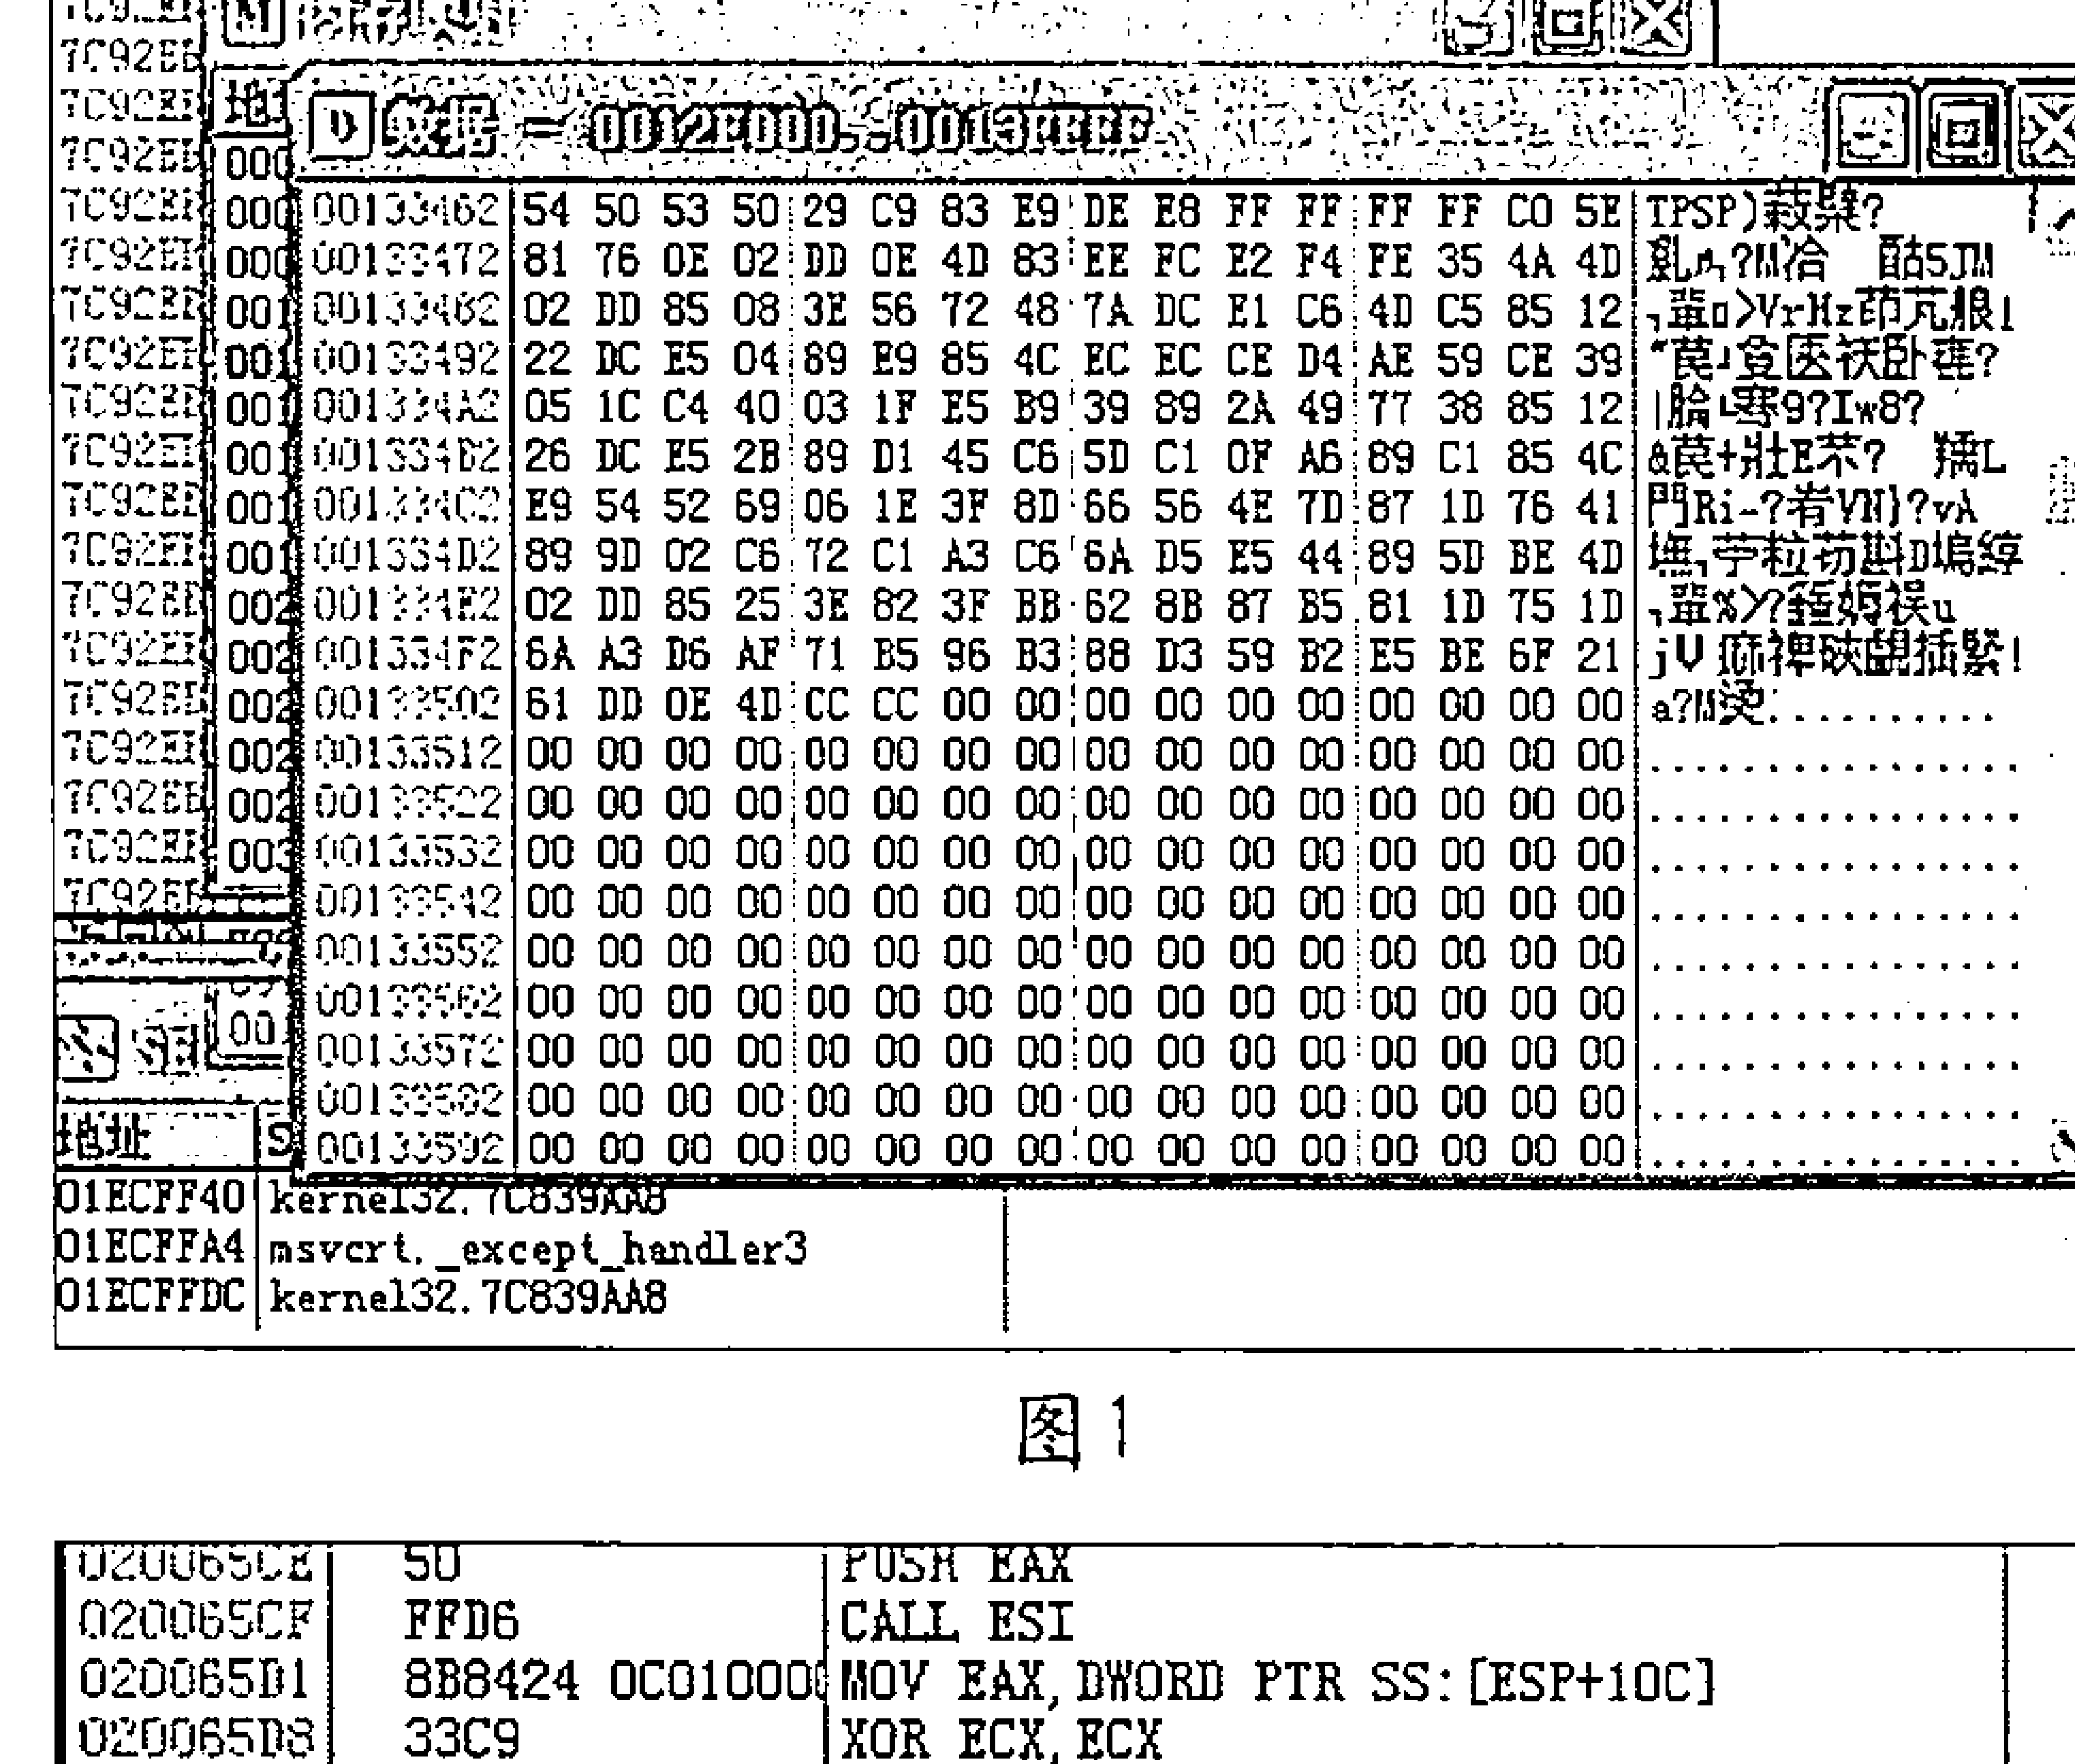 数据 - 0012E000..0013FFFF
00133462 54 50 53 50 29 C9 83 E9 DE E8 FF FF FF FF C0 5E TPSP)
00133472 81 76 0E 02 DD 0E 4D 83 EE FC E2 F4 FE 35 4A 4D
00133482 02 DD 85 08 3E 56 72 48 7A DC E1 C6 4D C5 85 12
00133492 22 DC E5 04 89 E9 85 4C EC EC CE D4 AE 59 CE 39
001334A2 05 1C C4 40 03 1F E5 B9 39 89 2A 49 77 38 85 12
001334B2 26 DC E5 2B 89 D1 45 C6 5D C1 0F A6 89 C1 85 4C
001334C2 E9 54 52 69 06 1E 3F 8D 66 56 4E 7D 87 1D 76 41
001334D2 89 9D 02 C6 72 C1 A3 C6 6A D5 E5 44 89 5D BE 4D
001334E2 02 DD 85 25 3E 82 3F BB 62 8B 87 B5 81 1D 75 1D
001334F2 6A A3 D6 AF 71 B5 96 B3 88 D3 59 B2 E5 BE 6F 21
00133502 61 DD 0E 4D CC CC 00 00 00 00 00 00 00 00 00 00 a?M烫..........
00133512 00 00 00 00 00 00 00 00 00 00 00 00 00 00 00 00 ................
00133522 00 00 00 00 00 00 00 00 00 00 00 00 00 00 00 00 ................
00133532 00 00 00 00 00 00 00 00 00 00 00 00 00 00 00 00 ................
00133542 00 00 00 00 00 00 00 00 00 00 00 00 00 00 00 00 ................
00133552 00 00 00 00 00 00 00 00 00 00 00 00 00 00 00 00 ................
00133562 00 00 00 00 00 00 00 00 00 00 00 00 00 00 00 00 ................
00133572 00 00 00 00 00 00 00 00 00 00 00 00 00 00 00 00 ................
00133582 00 00 00 00 00 00 00 00 00 00 00 00 00 00 00 00 ................
00133592 00 00 00 00 00 00 00 00 00 00 00 00 00 00 00 00 ................
地址 S
01ECFF40 kernel32.7C839AA8
01ECFFA4 msvcrt._except_handler3
01ECFFDC kernel32.7C839AA8
图 1
020065CE 50 PUSH EAX
020065CF FFD6 CALL ESI
020065D1 8B8424 0C010000 MOV EAX,DWORD PTR SS:[ESP+10C]
020065D8 33C9 XOR ECX,ECX